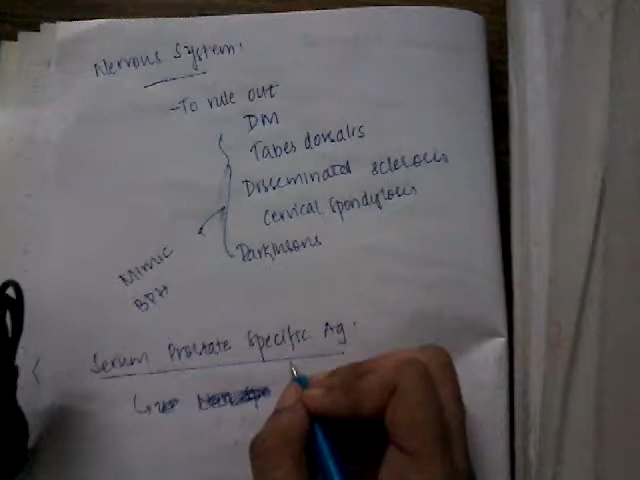 Nervous System:
- To rule out
DM
Tabes dorsalis
Disseminated sclerosis
Cervical Spondylosis
Parkinsons
Mimic
BPH
Serum Prostate Specific Ag: